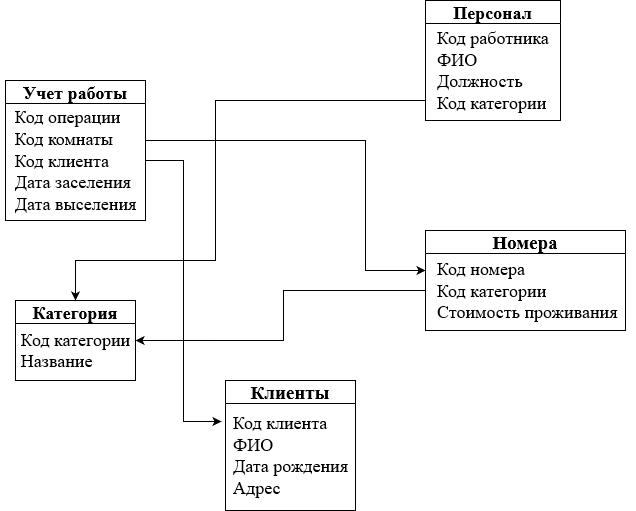 Персонал
Код работника
ФИО
Должность
Код категории
Учет работы
Код операции
Код комнаты
Код клиента
Дата заселения
Дата выселения
Номера
Код номера
Код категории
Стоимость проживания
Категория
Код категории
Название
Клиенты
Код клиента
ФИО
Дата рождения
Адрес